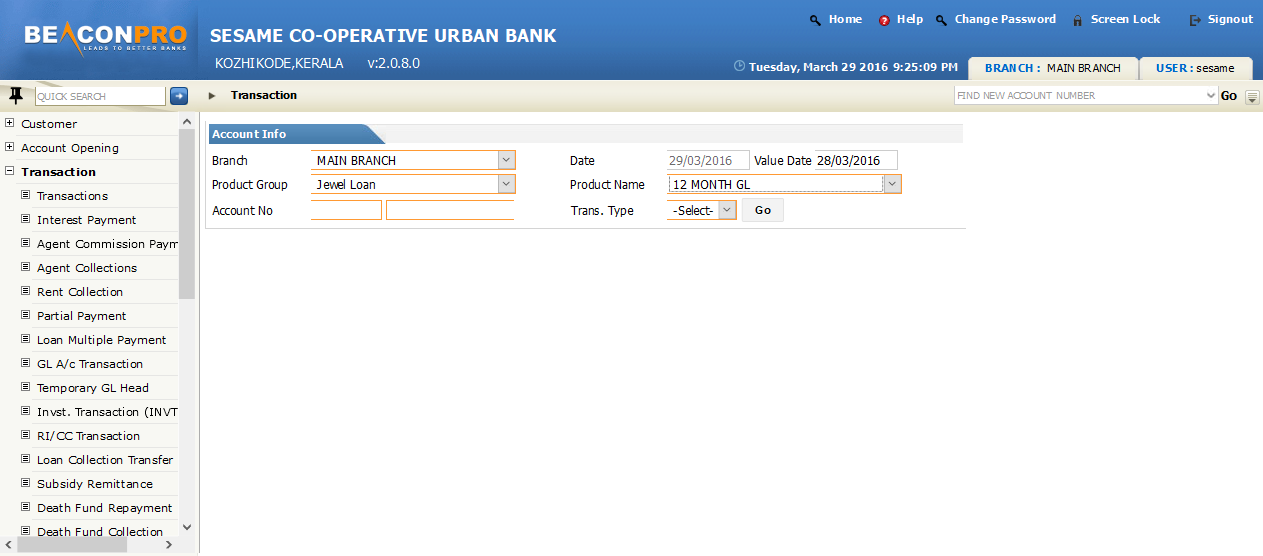 BEACONPRO
LEADS TO BETTER BANKS
SESAME CO-OPERATIVE URBAN BANK
KOZHIKODE,KERALA v:2.0.8.0
Home Help Change Password Screen Lock Signout
Tuesday, March 29 2016 9:25:09 PM BRANCH : MAIN BRANCH USER : sesame
QUICK SEARCH Transaction FIND NEW ACCOUNT NUMBER Go
Customer
Account Opening
Transaction
Transactions
Interest Payment
Agent Commission Paym
Agent Collections
Rent Collection
Partial Payment
Loan Multiple Payment
GL A/c Transaction
Temporary GL Head
Invst. Transaction (INVT
RI/CC Transaction
Loan Collection Transfer
Subsidy Remittance
Death Fund Repayment
Death Fund Collection
Account Info
Branch MAIN BRANCH Date 29/03/2016 Value Date 28/03/2016
Product Group Jewel Loan Product Name 12 MONTH GL
Account No Trans. Type -Select- Go